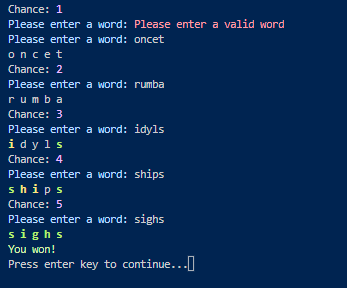 Chance: 1
Please enter a word: Please enter a valid word
Please enter a word: oncet
o n c e t
Chance: 2
Please enter a word: rumba
r u m b a
Chance: 3
Please enter a word: idyls
i d y l s
Chance: 4
Please enter a word: ships
s h i p s
Chance: 5
Please enter a word: sighs
s i g h s
You won!
Press enter key to continue...